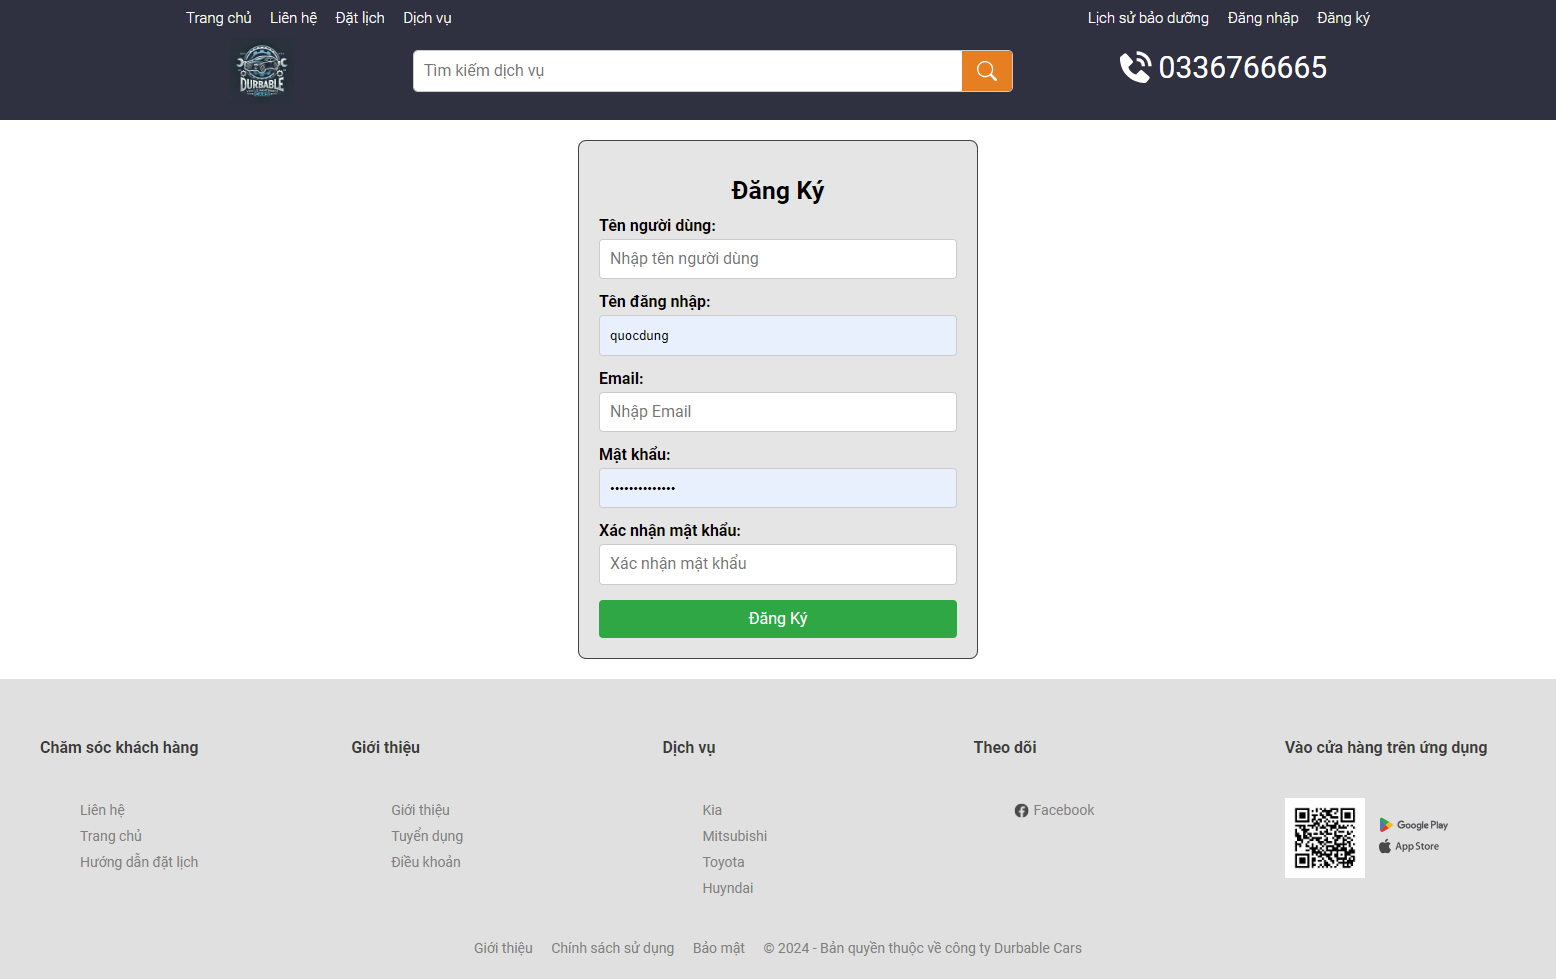 Trang chủ Liên hệ Đặt lịch Dịch vụ Lịch sử bảo dưỡng Đăng nhập Đăng ký
DURBABLE
Tìm kiếm dịch vụ
0336766665
Đăng Ký
Tên người dùng:
Nhập tên người dùng
Tên đăng nhập:
quocdung
Email:
Nhập Email
Mật khẩu:
••••••••••••••
Xác nhận mật khẩu:
Xác nhận mật khẩu
Đăng Ký
Chăm sóc khách hàng
Liên hệ
Trang chủ
Hướng dẫn đặt lịch
Giới thiệu
Giới thiệu
Tuyển dụng
Điều khoản
Dịch vụ
Kia
Mitsubishi
Toyota
Huyndai
Theo dõi
Facebook
Vào cửa hàng trên ứng dụng
Google Play
App Store
Giới thiệu Chính sách sử dụng Bảo mật © 2024 - Bản quyền thuộc về công ty Durbable Cars